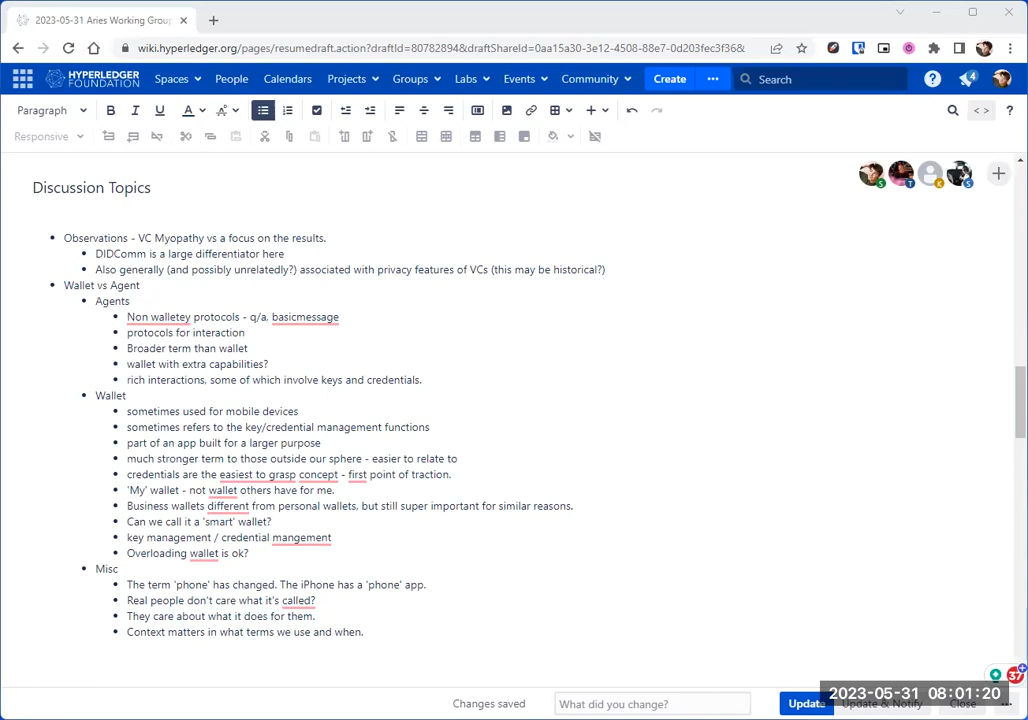 2023-05-31 Aries Working Group
wiki.hyperledger.org/pages/resumedraft.action?draftId=80782894&draftShareId=0aa15a30-3e12-4508-88e7-0d203fec3f36&
HYPERLEDGER FOUNDATION Spaces People Calendars Projects Groups Labs Events Community Create Search ? 4
Paragraph B I U A < > ?
Responsive
Discussion Topics
S T K S
Observations - VC Myopathy vs a focus on the results.
DIDComm is a large differentiator here
Also generally (and possibly unrelatedly?) associated with privacy features of VCs (this may be historical?)
Wallet vs Agent
Agents
Non walletey protocols - q/a, basicmessage
protocols for interaction
Broader term than wallet
wallet with extra capabilities?
rich interactions, some of which involve keys and credentials.
Wallet
sometimes used for mobile devices
sometimes refers to the key/credential management functions
part of an app built for a larger purpose
much stronger term to those outside our sphere - easier to relate to
credentials are the easiest to grasp concept - first point of traction.
'My' wallet - not wallet others have for me.
Business wallets different from personal wallets, but still super important for similar reasons.
Can we call it a 'smart' wallet?
key management / credential mangement
Overloading wallet is ok?
Misc
The term 'phone' has changed. The iPhone has a 'phone' app.
Real people don't care what it's called?
They care about what it does for them.
Context matters in what terms we use and when.
37
Changes saved What did you change? Update Update & Notify Close
2023-05-31 08:01:20